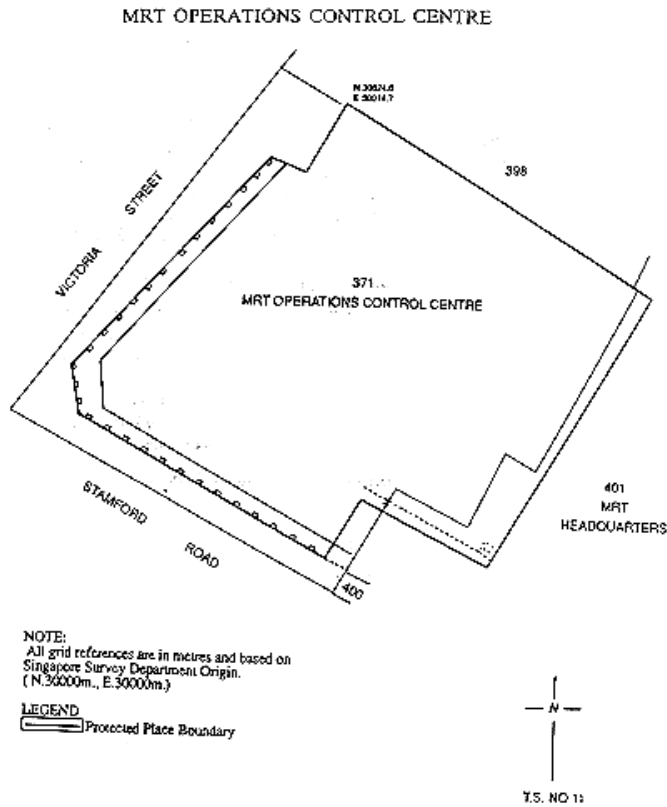 MRT OPERATIONS CONTROL CENTRE
398
VICTORIA STREET
371
MRT OPERATIONS CONTROL CENTRE
401
MRT
HEADQUARTERS
STAMFORD ROAD
400
NOTE:
All grid references are in metres and based on
Singapore Survey Department Origin.
( N.30000m., E.30000m.)
LEGEND
Protected Place Boundary
N
T.S. NO 11